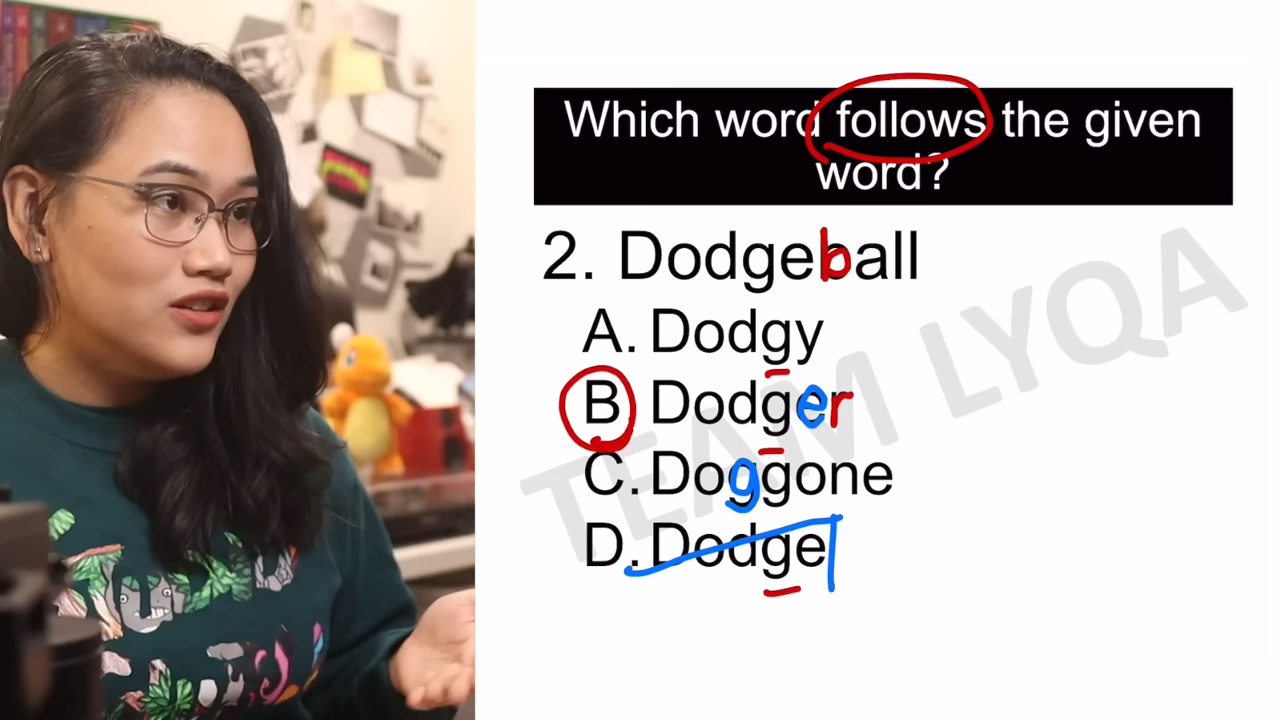 Which word follows the given
word?
2. Dodgeball
A. Dodgy
B. Dodger
C. Doggone
D. Dodge
TEAM LYQA